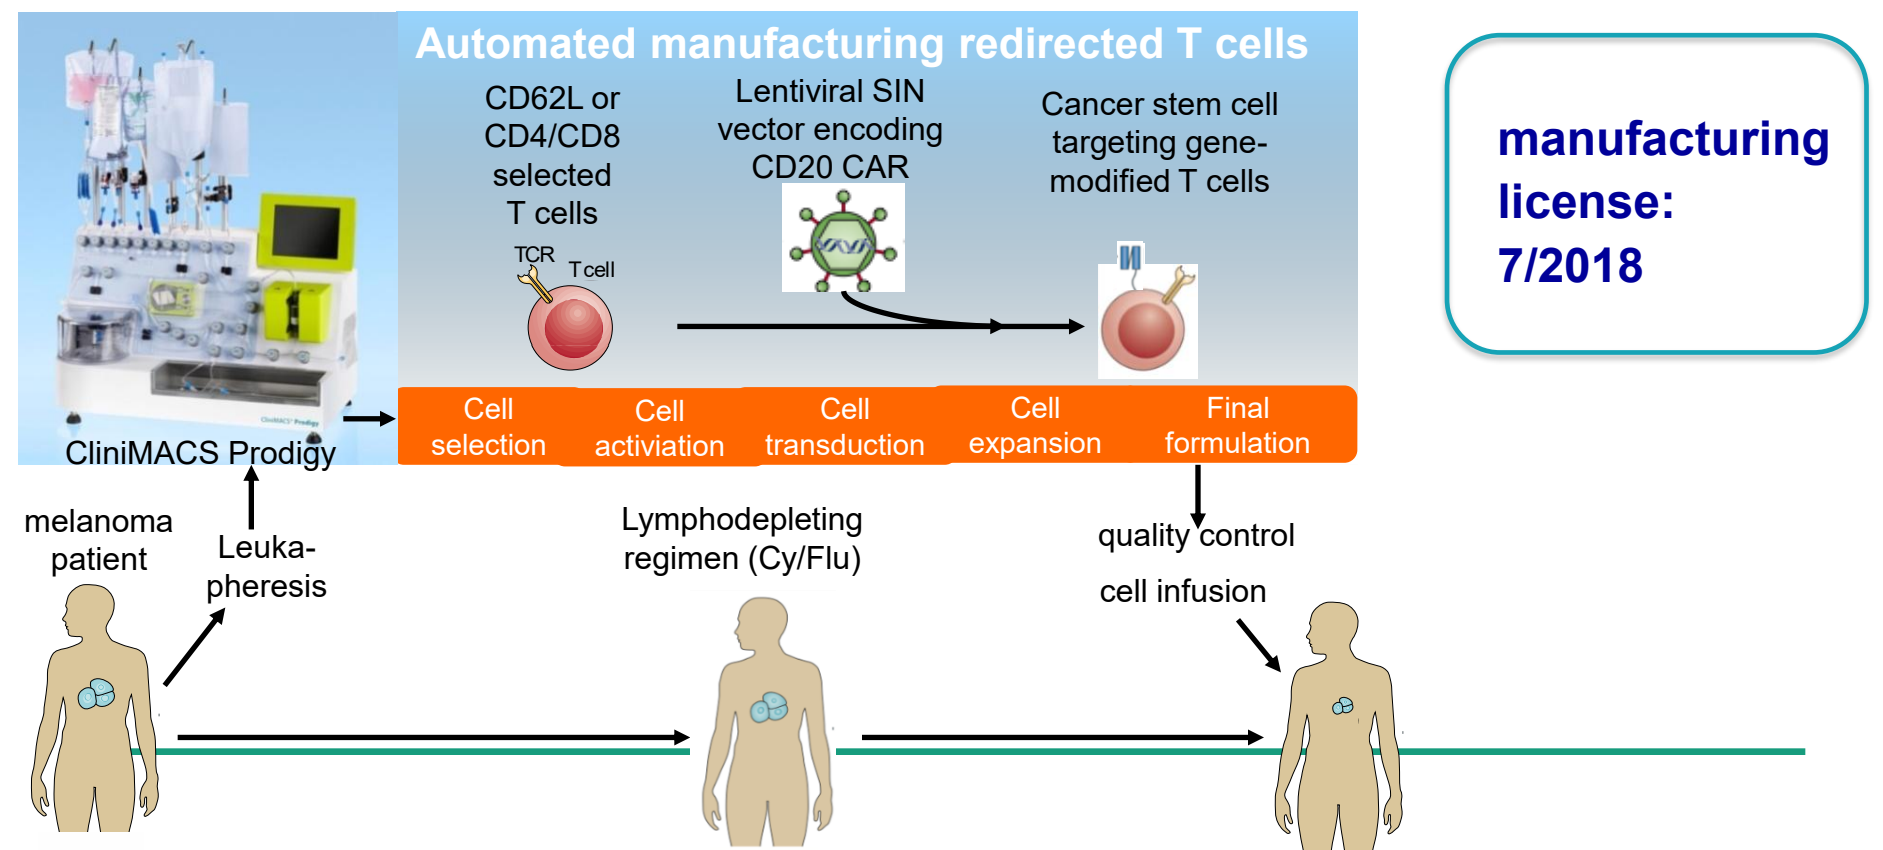 Automated manufacturing redirected T cells
CD62L or
CD4/CD8
selected
T cells
TCR
T cell
Lentiviral SIN
vector encoding
CD20 CAR
Cancer stem cell
targeting gene-
modified T cells
manufacturing
license:
7/2018
CliniMACS® Prodigy
CliniMACS Prodigy
Cell
selection
Cell
activiation
Cell
transduction
Cell
expansion
Final
formulation
melanoma
patient
Leuka-
pheresis
Lymphodepleting
regimen (Cy/Flu)
quality control
cell infusion